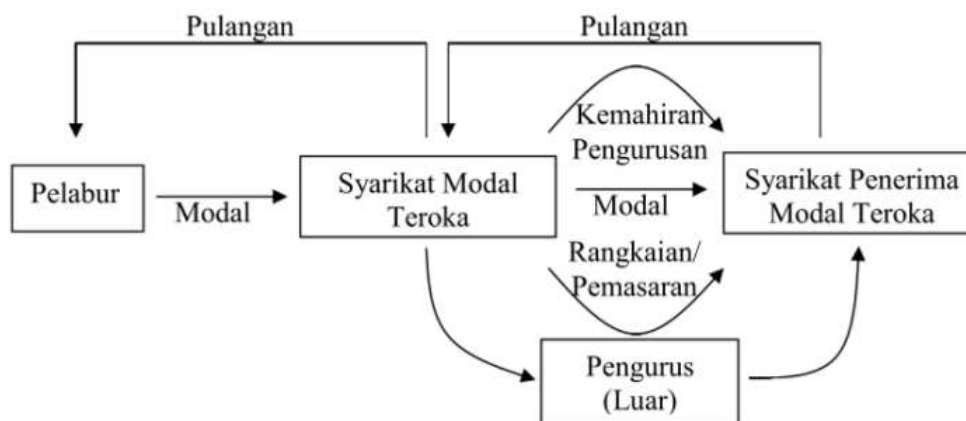 Pulangan
Pulangan
Kemahiran
Pengurusan
Pelabur
Modal
Syarikat Modal
Teroka
Modal
Syarikat Penerima
Modal Teroka
Rangkaian/
Pemasaran
Pengurus
(Luar)